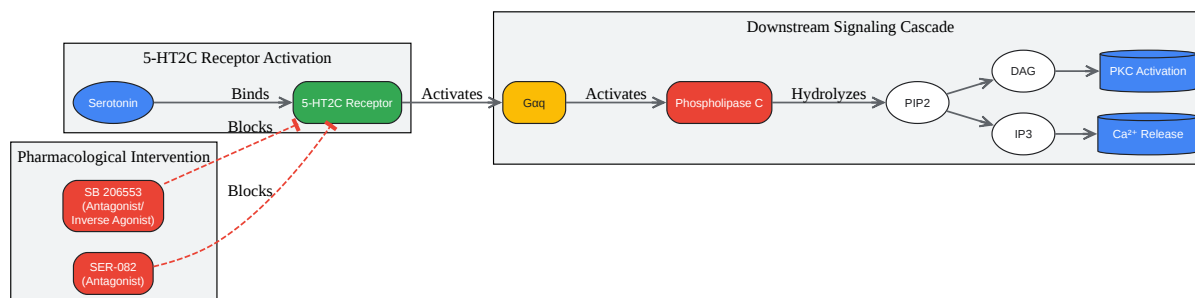 Downstream Signaling Cascade
5-HT2C Receptor Activation
Serotonin
Binds
5-HT2C Receptor
Activates
Gαq
Activates
Phospholipase C
Hydrolyzes
PIP2
DAG
PKC Activation
IP3
Ca²⁺ Release
Blocks
Pharmacological Intervention
SB 206553
(Antagonist/
Inverse Agonist)
Blocks
SER-082
(Antagonist)